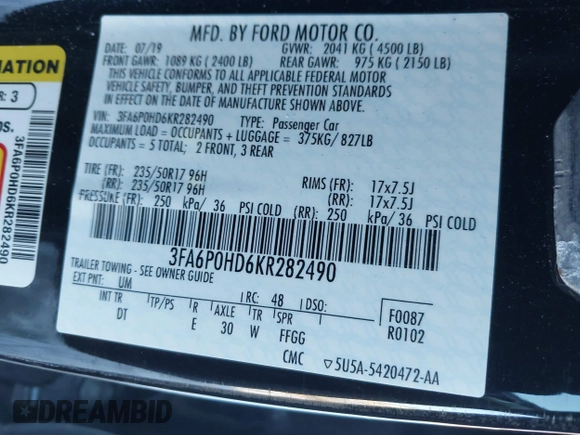 MFD. BY FORD MOTOR CO.
DATE: 07/19 GVWR: 2041 KG ( 4500 LB)
FRONT GAWR: 1089 KG ( 2400 LB) REAR GAWR: 975 KG ( 2150 LB)
THIS VEHICLE CONFORMS TO ALL APPLICABLE FEDERAL MOTOR
VEHICLE SAFETY, BUMPER, AND THEFT PREVENTION STANDARDS
IN EFFECT ON THE DATE OF MANUFACTURE SHOWN ABOVE.
VIN: 3FA6P0HD6KR282490 TYPE: Passenger Car
MAXIMUM LOAD = OCCUPANTS + LUGGAGE = 375KG/ 827LB
OCCUPANTS = 5 TOTAL; 2 FRONT, 3 REAR
TIRE (FR): 235/50R17 96H RIMS (FR): 17x7.5J
(RR): 235/50R17 96H (RR): 17x7.5J
PRESSURE (FR): 250 kPa/ 36 PSI COLD (RR): 250 kPa/ 36 PSI COLD
3FA6P0HD6KR282490
TRAILER TOWING - SEE OWNER GUIDE
EXT PNT: UM RC: 48 DSO: F0087
INT TR TP/PS R AXLE TR SPR R0102
DT E 30 W FFGG
CMC ▽5U5A-5420472-AA
MATION
R: 3
os.
3FA6P0HD6KR282490
DREAMBID